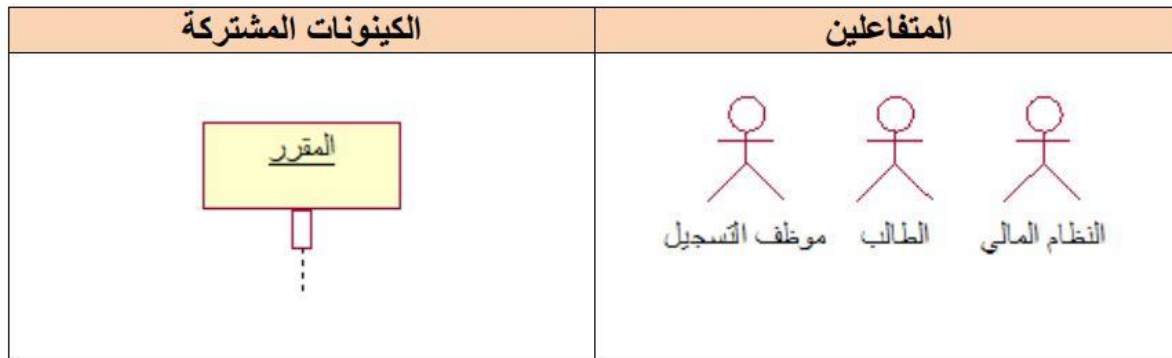 المتفاعلين
الكينونات المشتركة
النظام المالي
الطالب
موظف التسجيل
المقرر